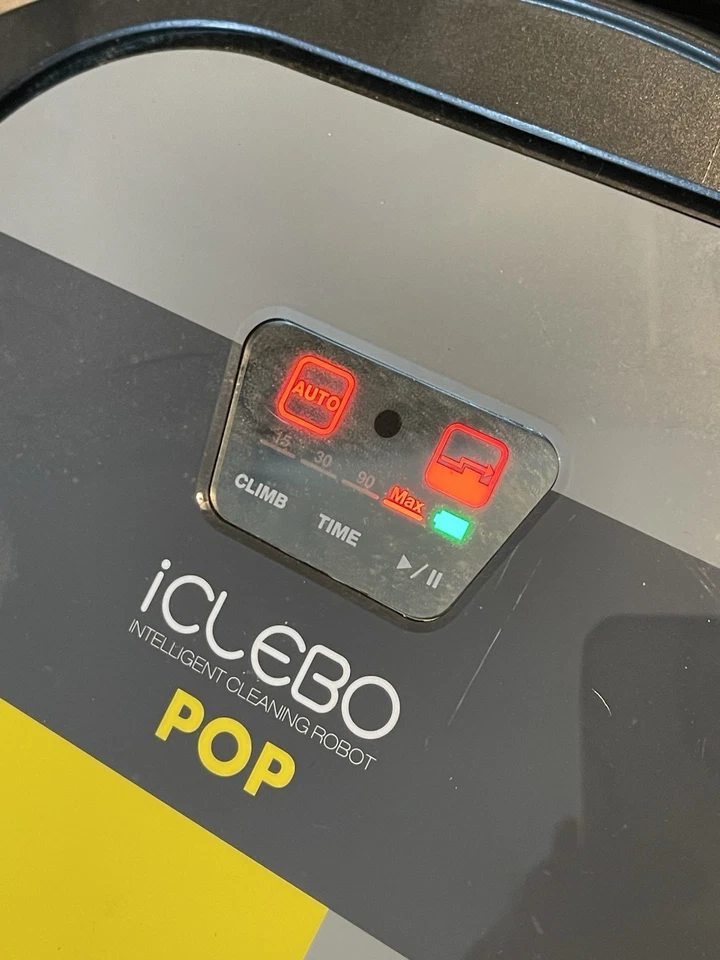 AUTO
15 30 90 Max
CLIMB TIME ▶/II
iCLEBO
INTELLIGENT CLEANING ROBOT
POP